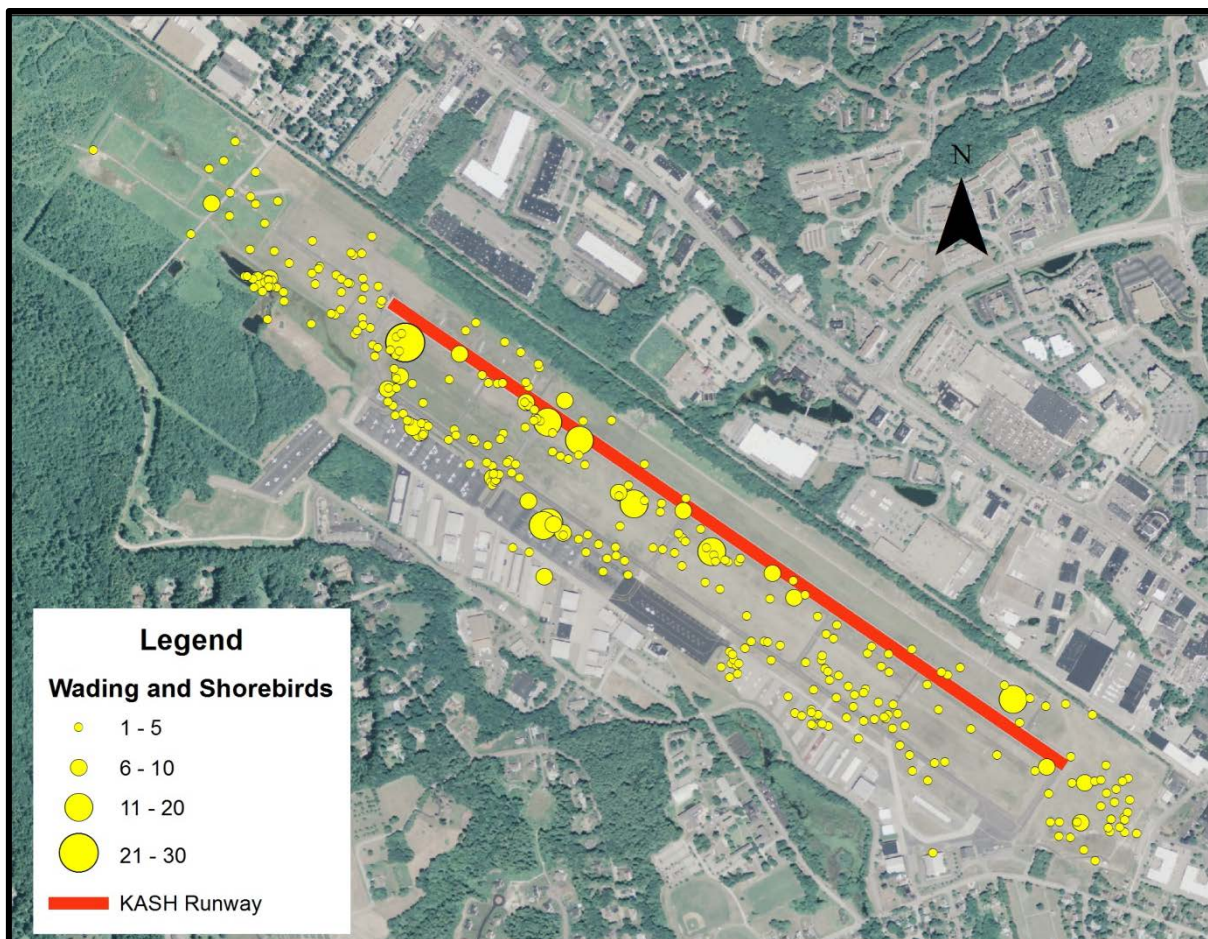 N
Legend
Wading and Shorebirds
1 - 5
6 - 10
11 - 20
21 - 30
KASH Runway